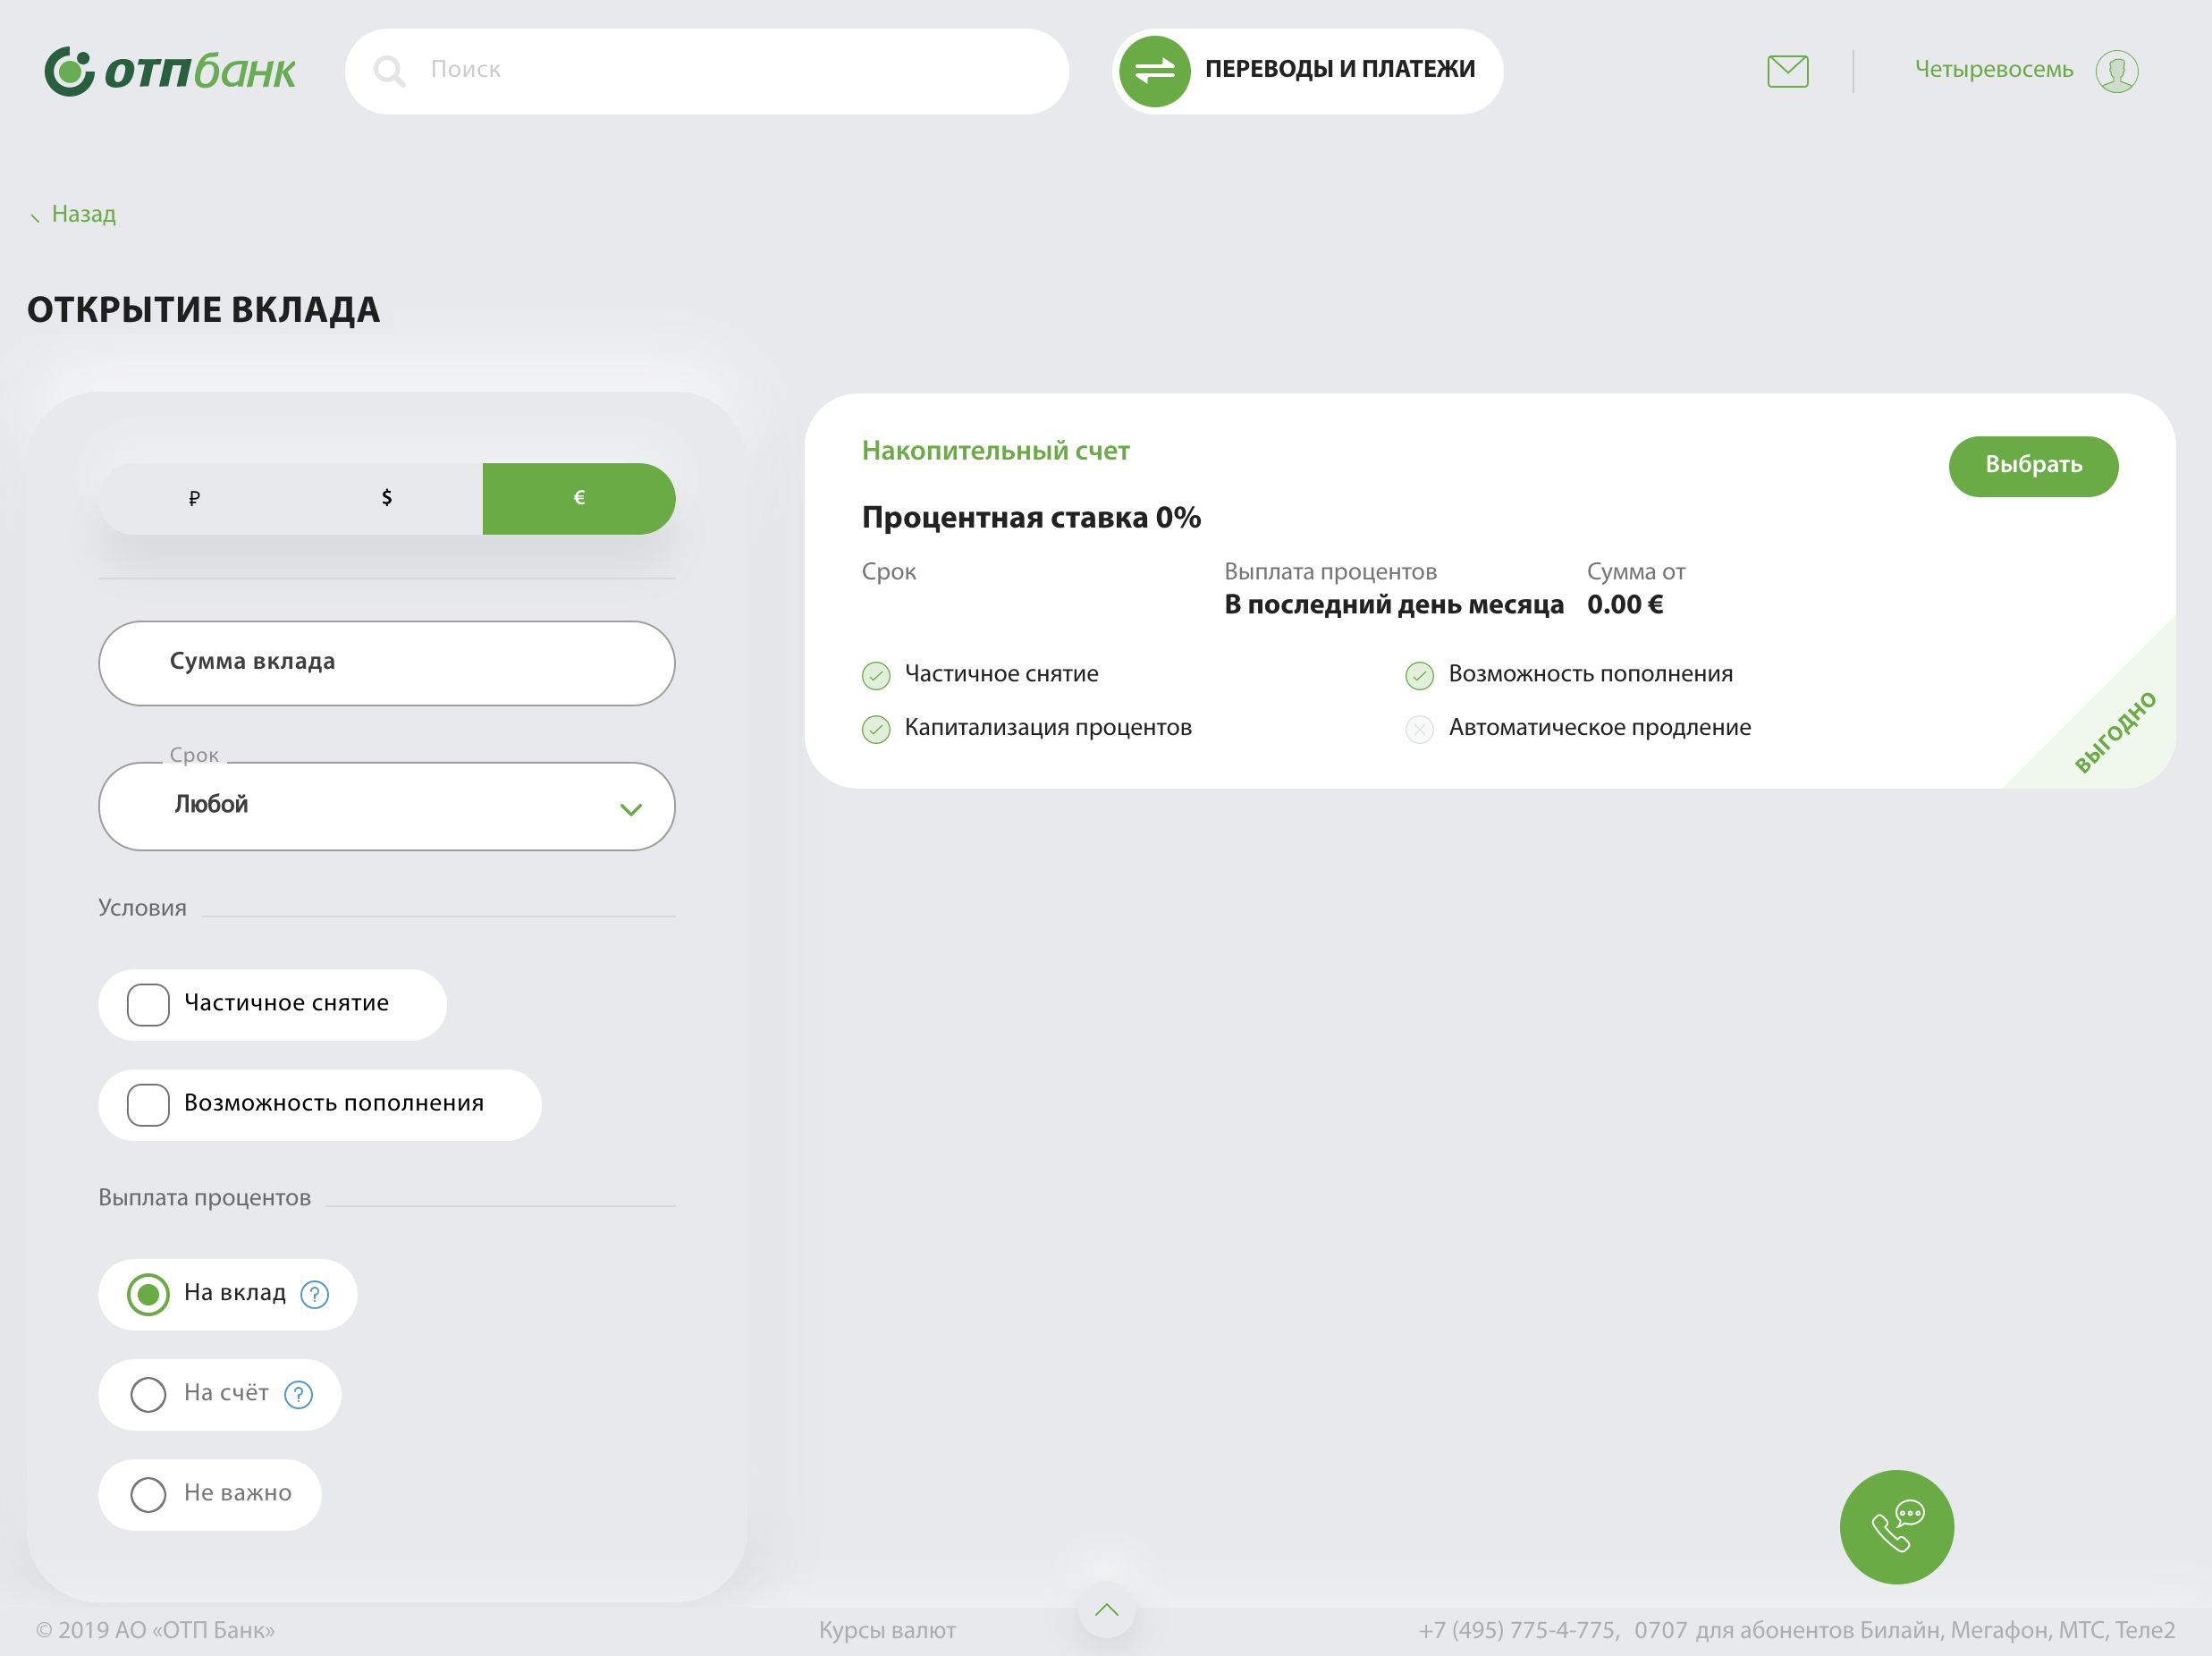 отпбанк
Поиск
ПЕРЕВОДЫ И ПЛАТЕЖИ
Четыревосемь
Назад
ОТКРЫТИЕ ВКЛАДА
₽ $ €
Сумма вклада
Срок
Любой
Условия
Частичное снятие
Возможность пополнения
Выплата процентов
На вклад ?
На счёт ?
Не важно
Накопительный счет
Выбрать
Процентная ставка 0%
Срок
Выплата процентов
В последний день месяца
Сумма от
0.00 €
Частичное снятие
Возможность пополнения
Капитализация процентов
Автоматическое продление
ВЫГОДНО
© 2019 АО «ОТП Банк»
Курсы валют
+7 (495) 775-4-775, 0707 для абонентов Билайн, Мегафон, МТС, Теле2